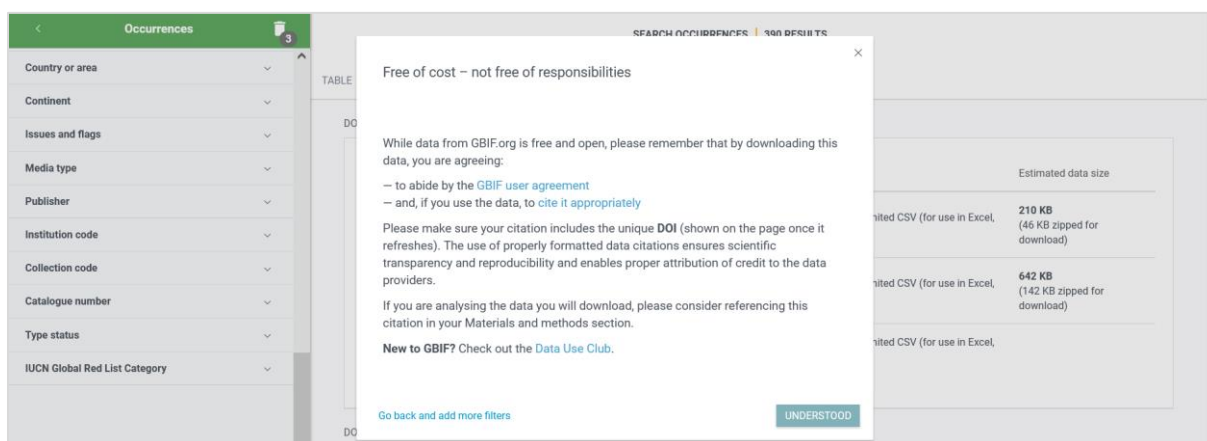 Occurrences
3
Country or area
Continent
Issues and flags
Media type
Publisher
Institution code
Collection code
Catalogue number
Type status
IUCN Global Red List Category
SEARCH OCCURRENCES | 390 RESULTS
TABLE
Free of cost – not free of responsibilities
While data from GBIF.org is free and open, please remember that by downloading this
data, you are agreeing:
— to abide by the GBIF user agreement
— and, if you use the data, to cite it appropriately
Please make sure your citation includes the unique DOI (shown on the page once it
refreshes). The use of properly formatted data citations ensures scientific
transparency and reproducibility and enables proper attribution of credit to the data
providers.
If you are analysing the data you will download, please consider referencing this
citation in your Materials and methods section.
New to GBIF? Check out the Data Use Club.
Go back and add more filters
UNDERSTOOD
Estimated data size
CSV (for use in Excel,
210 KB
(46 KB zipped for
download)
CSV (for use in Excel,
642 KB
(142 KB zipped for
download)
CSV (for use in Excel,